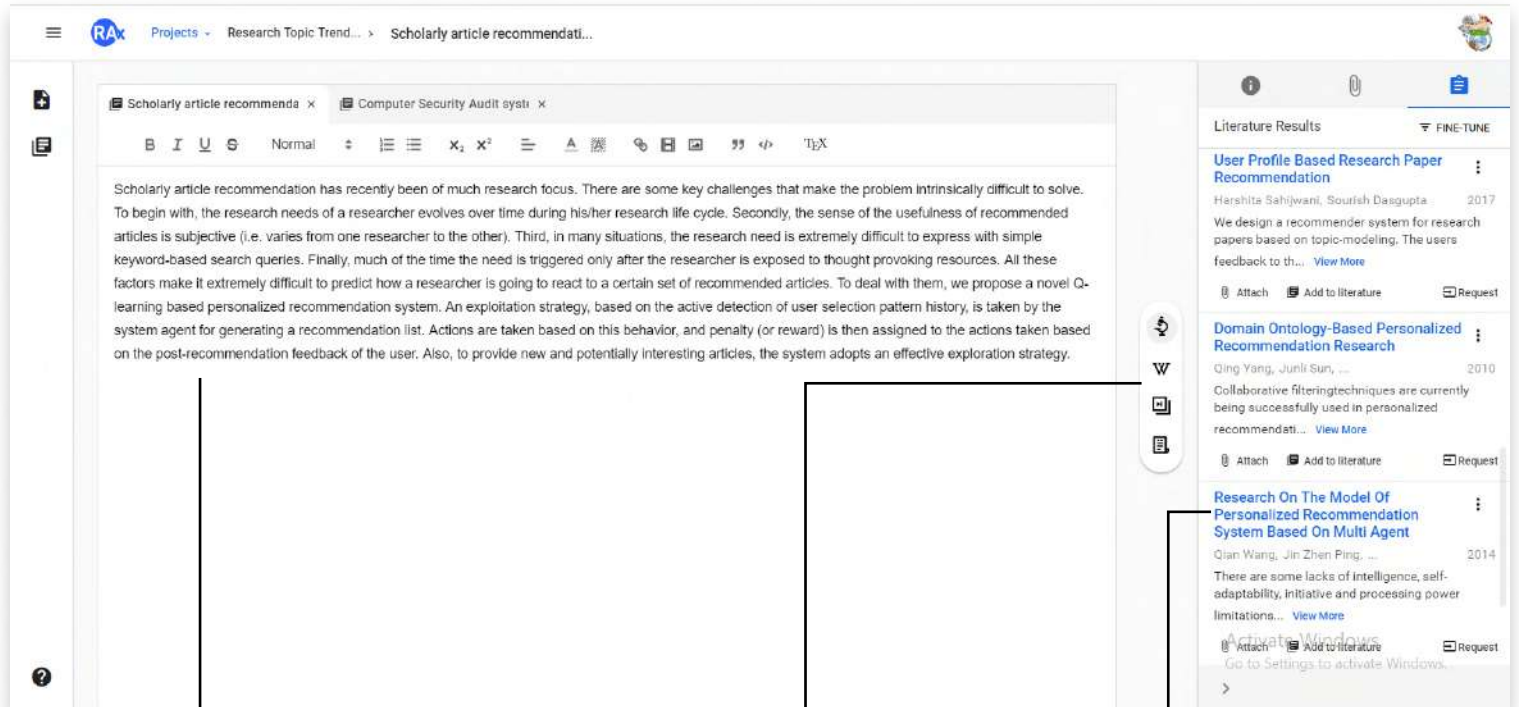 RAx
Projects
Research Topic Trend... >
Scholarly article recommendati...
Scholarly article recommenda ×
Computer Security Audit syst ×
B I U S Normal X₂ X² A ” </> TEX
Scholarly article recommendation has recently been of much research focus. There are some key challenges that make the problem intrinsically difficult to solve.
To begin with, the research needs of a researcher evolves over time during his/her research life cycle. Secondly, the sense of the usefulness of recommended
articles is subjective (i.e. varies from one researcher to the other). Third, in many situations, the research need is extremely difficult to express with simple
keyword-based search queries. Finally, much of the time the need is triggered only after the researcher is exposed to thought provoking resources. All these
factors make it extremely difficult to predict how a researcher is going to react to a certain set of recommended articles. To deal with them, we propose a novel Q-
learning based personalized recommendation system. An exploitation strategy, based on the active detection of user selection pattern history, is taken by the
system agent for generating a recommendation list. Actions are taken based on this behavior, and penalty (or reward) is then assigned to the actions taken based
on the post-recommendation feedback of the user. Also, to provide new and potentially interesting articles, the system adopts an effective exploration strategy.
W
Literature Results
FINE-TUNE
User Profile Based Research Paper
Recommendation
Harshita Sahijwani, Sourish Dasgupta 2017
We design a recommender system for research
papers based on topic-modeling. The users
feedback to th... View More
Attach Add to literature Request
Domain Ontology-Based Personalized
Recommendation Research
Qing Yang, Junli Sun, ... 2010
Collaborative filteringtechniques are currently
being successfully used in personalized
recommendati... View More
Attach Add to literature Request
Research On The Model Of
Personalized Recommendation
System Based On Multi Agent
Qian Wang, Jin Zhen Ping, ... 2014
There are some lacks of intelligence, self-
adaptability, initiative and processing power
limitations... View More
Activate Windows
Attach Add to literature Request
Go to Settings to activate Windows.